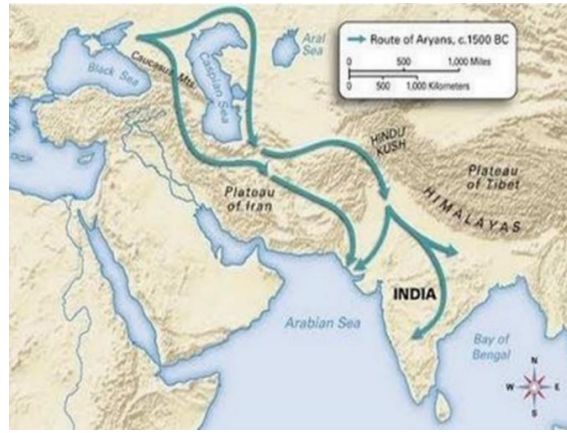 Aral
Sea
Route of Aryans, c.1500 BC
0 500 1,000 Miles
0 500 1,000 Kilometers
Black Sea
Caucasus Mts.
Caspian Sea
HINDU
KUSH
Plateau
of Tibet
Plateau
of Iran
HIMALAYAS
INDIA
Arabian Sea
Bay of
Bengal
N
W E
S